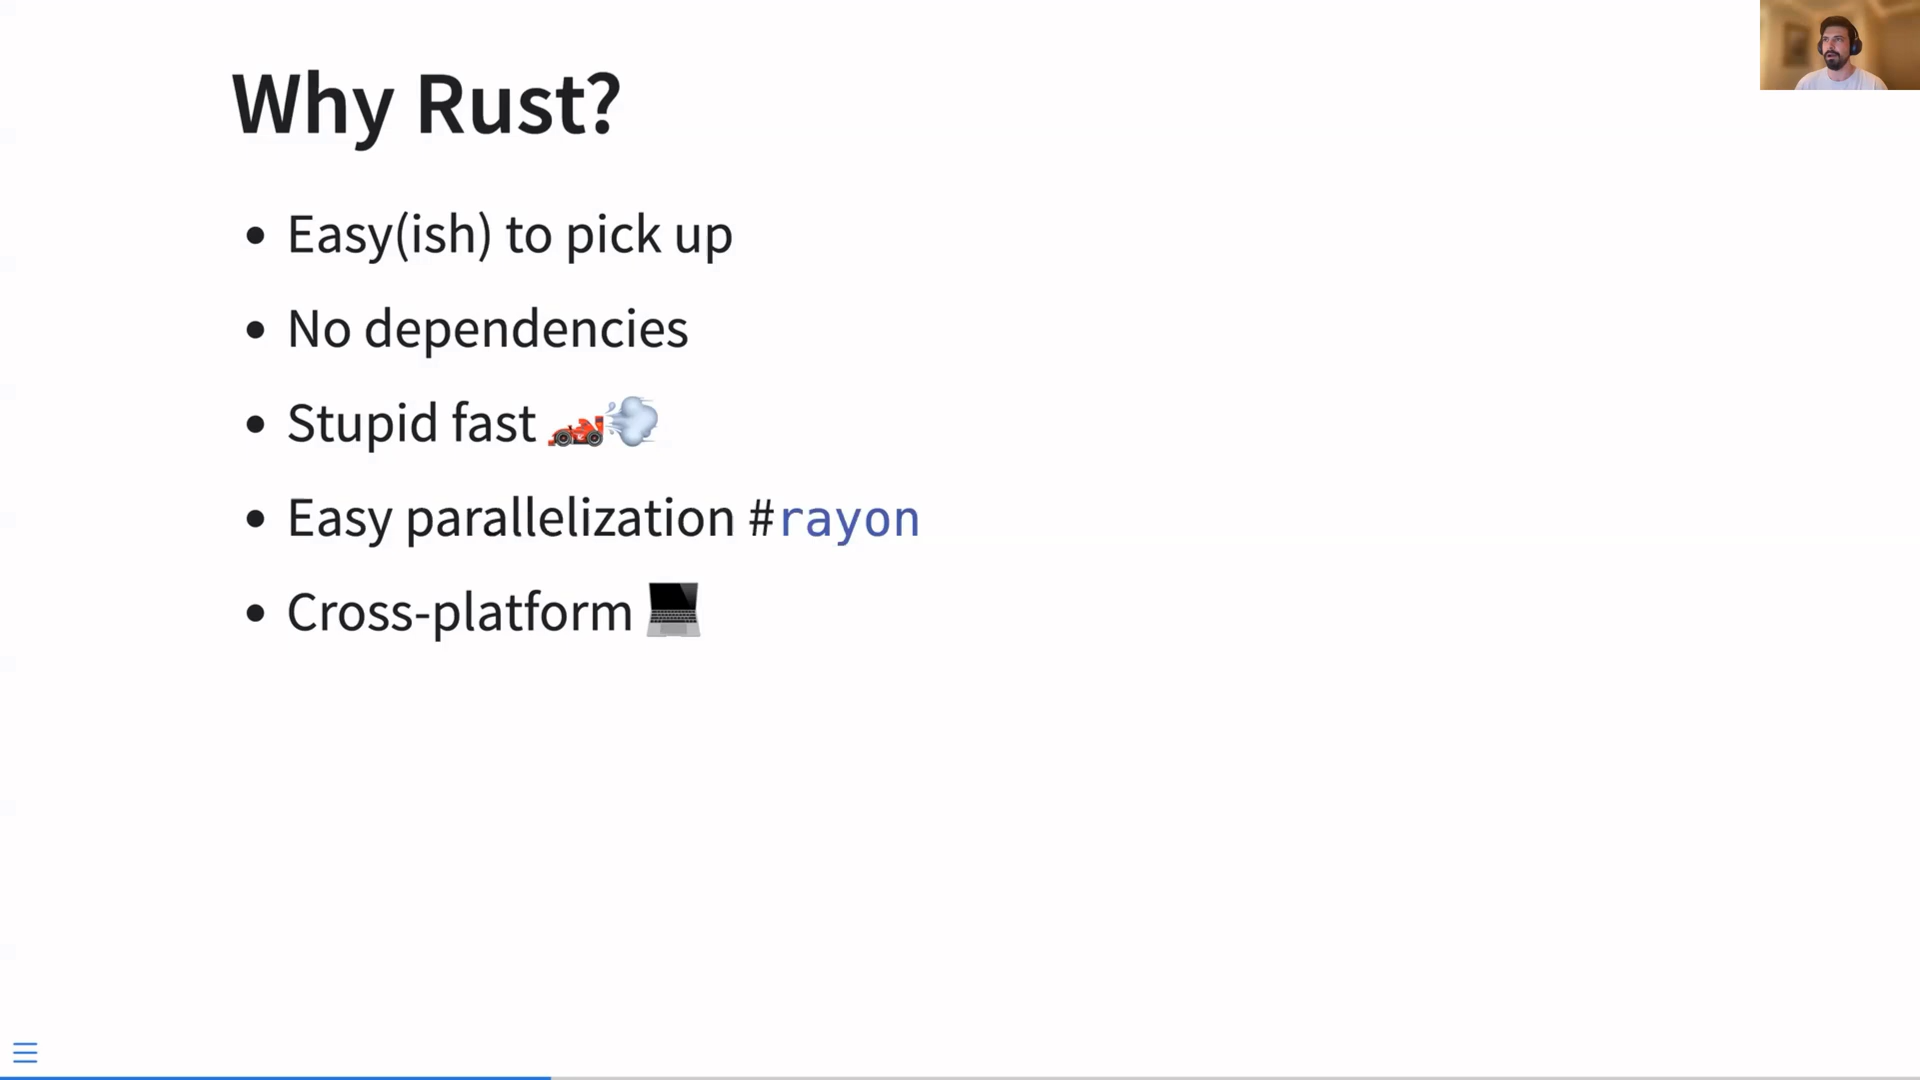 Why Rust?
• Easy(ish) to pick up
• No dependencies
• Stupid fast 🏎️💨
• Easy parallelization #rayon
• Cross-platform 💻